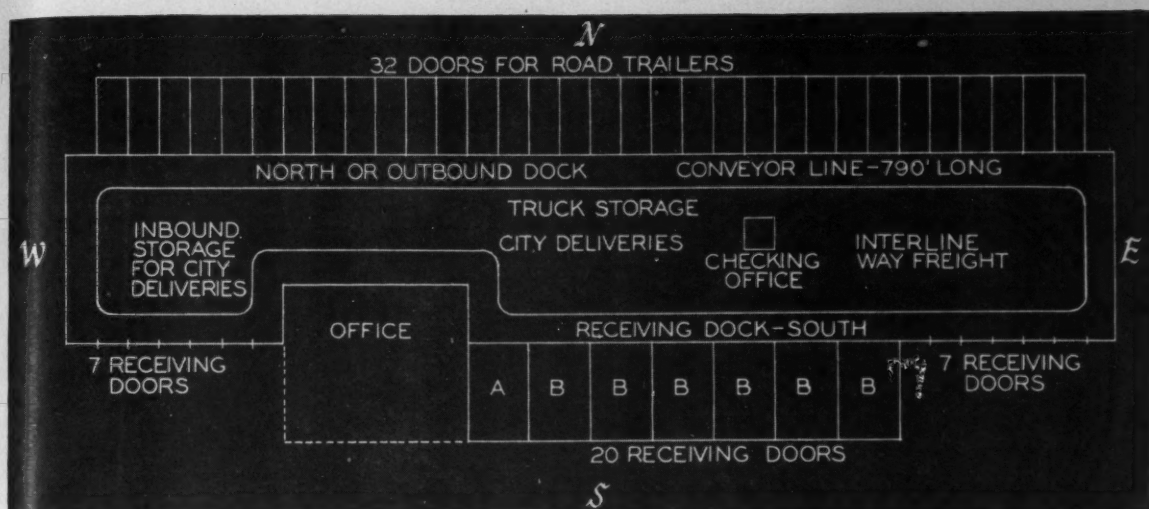 N
32 DOORS FOR ROAD TRAILERS
NORTH OR OUTBOUND DOCK CONVEYOR LINE-790' LONG
TRUCK STORAGE
INBOUND
STORAGE
FOR CITY
DELIVERIES
CITY DELIVERIES
CHECKING
OFFICE
INTERLINE
WAY FREIGHT
W
E
OFFICE
RECEIVING DOCK-SOUTH
7 RECEIVING
DOORS
A B B B B B B
7 RECEIVING
DOORS
20 RECEIVING DOORS
S